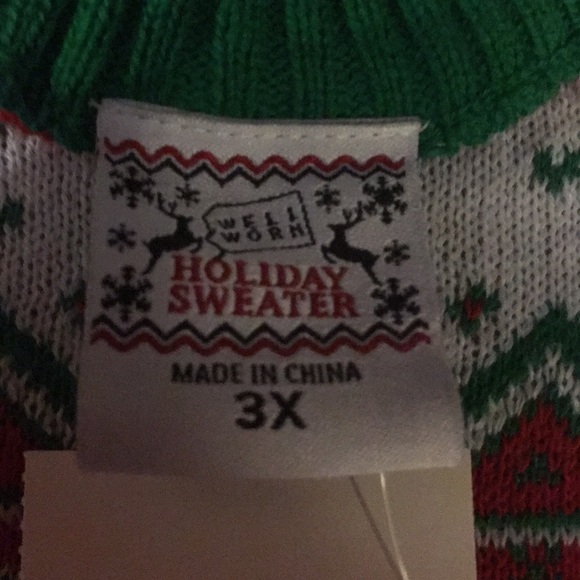 WELL
WORN
HOLIDAY
SWEATER
MADE IN CHINA
3X